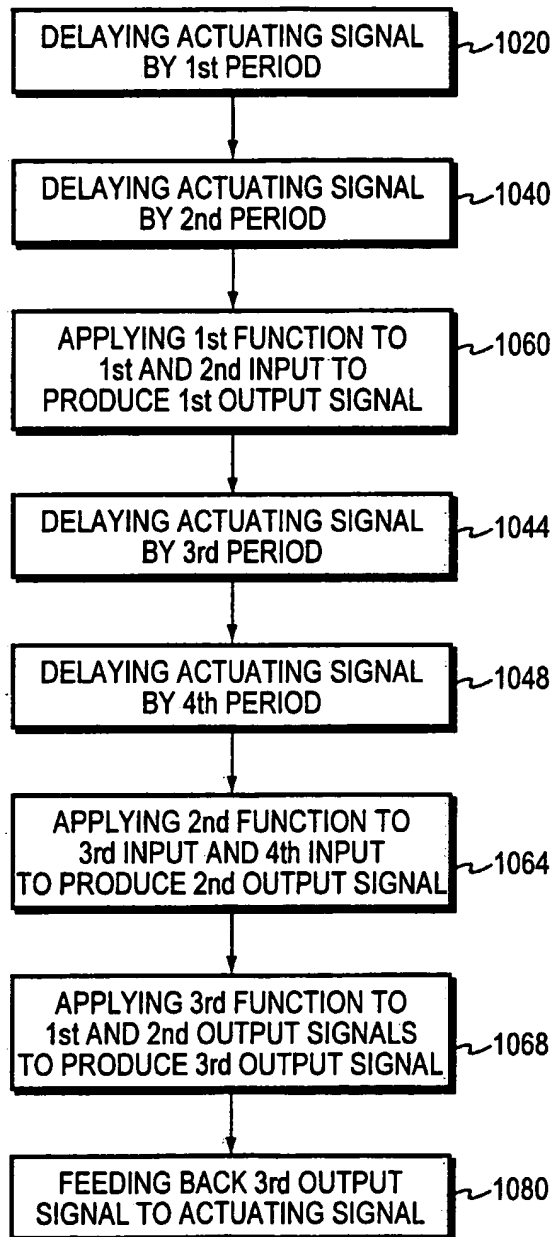 DELAYING ACTUATING SIGNAL
BY 1st PERIOD
1020
DELAYING ACTUATING SIGNAL
BY 2nd PERIOD
1040
APPLYING 1st FUNCTION TO
1st AND 2nd INPUT TO
PRODUCE 1st OUTPUT SIGNAL
1060
DELAYING ACTUATING SIGNAL
BY 3rd PERIOD
1044
DELAYING ACTUATING SIGNAL
BY 4th PERIOD
1048
APPLYING 2nd FUNCTION TO
3rd INPUT AND 4th INPUT
TO PRODUCE 2nd OUTPUT SIGNAL
1064
APPLYING 3rd FUNCTION TO
1st AND 2nd OUTPUT SIGNALS
TO PRODUCE 3rd OUTPUT SIGNAL
1068
FEEDING BACK 3rd OUTPUT
SIGNAL TO ACTUATING SIGNAL
1080